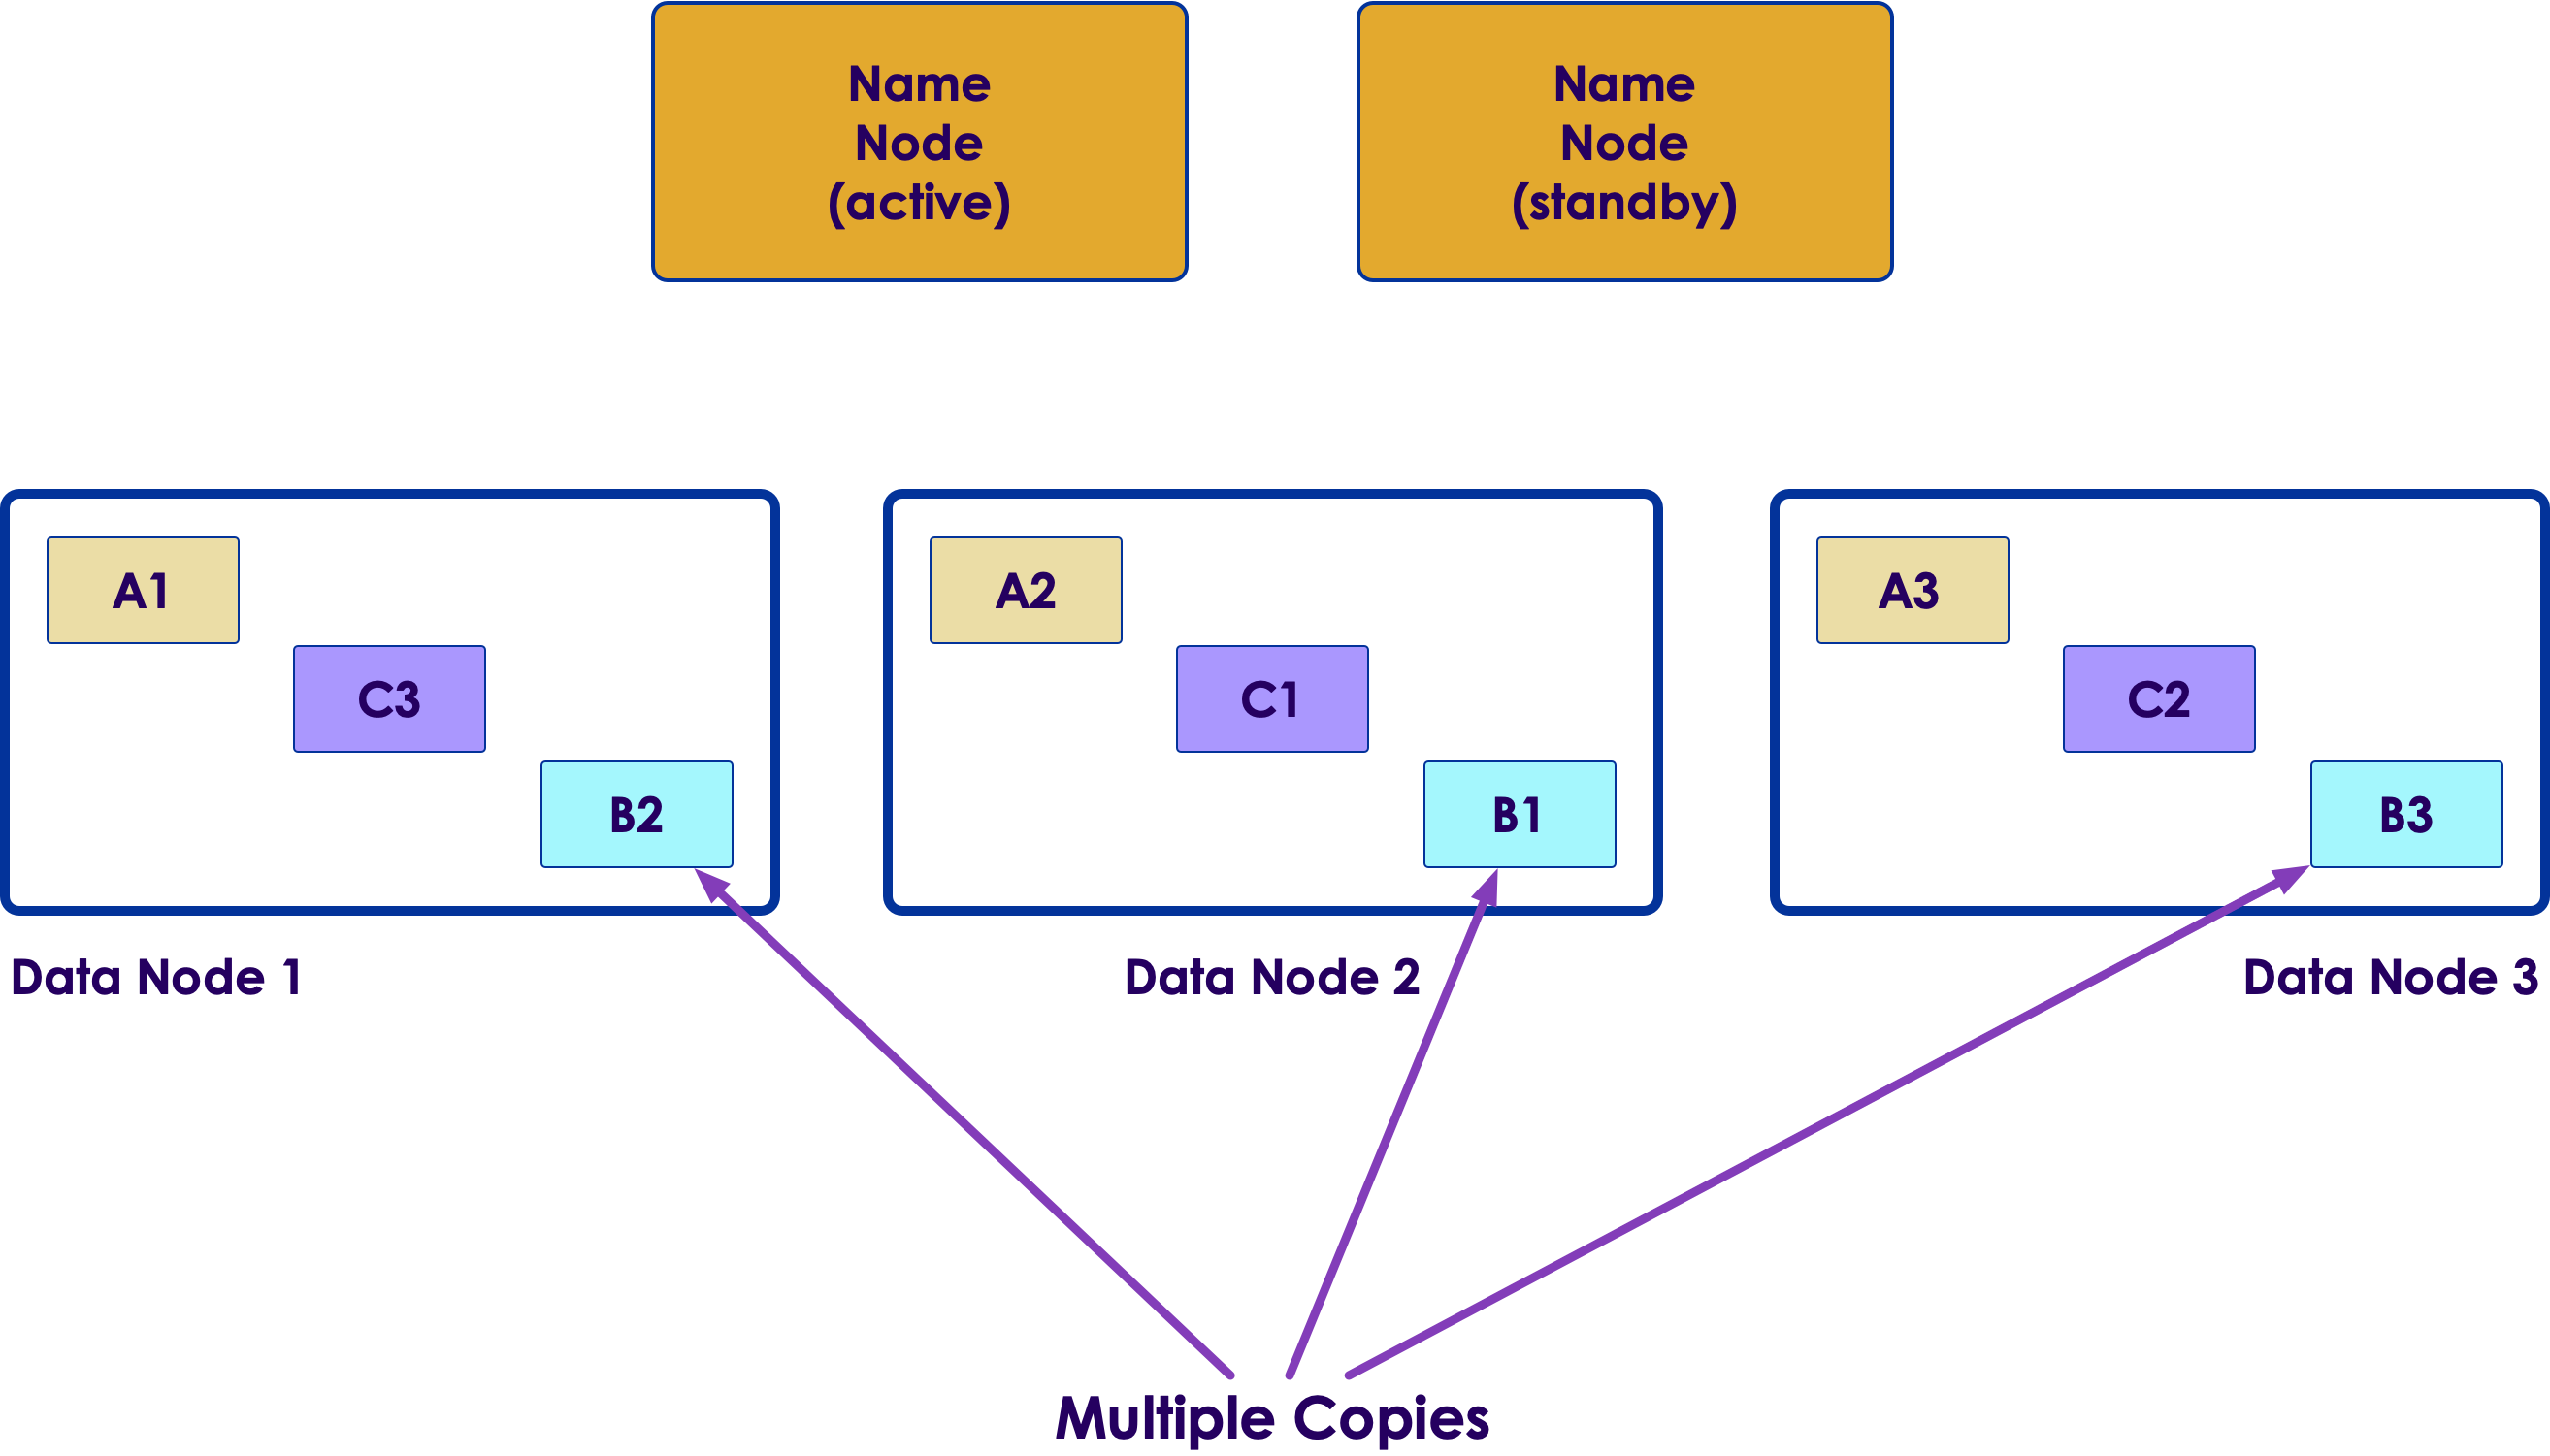 Name
Node
(active)
Name
Node
(standby)
A1
C3
B2
Data Node 1
A2
C1
B1
Data Node 2
A3
C2
B3
Data Node 3
Multiple Copies